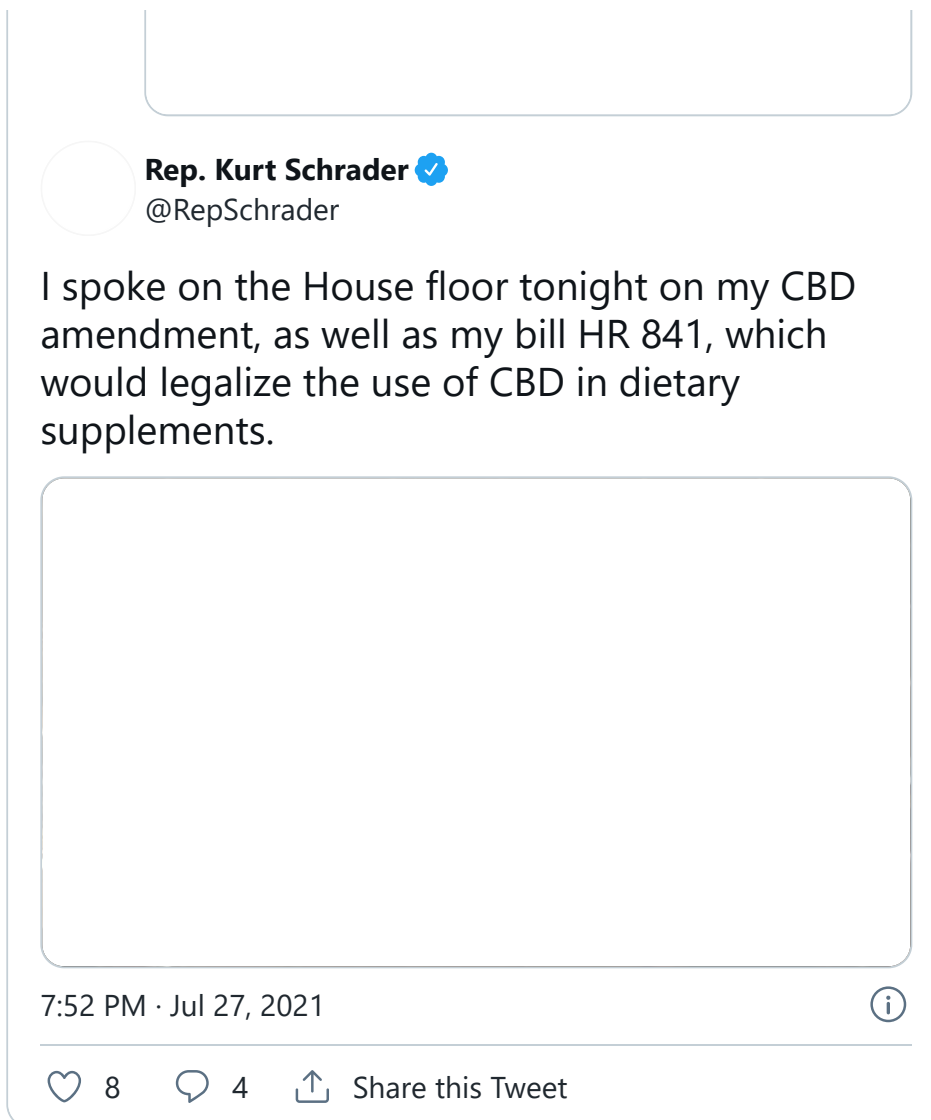 Rep. Kurt Schrader
@RepSchrader
I spoke on the House floor tonight on my CBD
amendment, as well as my bill HR 841, which
would legalize the use of CBD in dietary
supplements.
7:52 PM · Jul 27, 2021
8 4 Share this Tweet